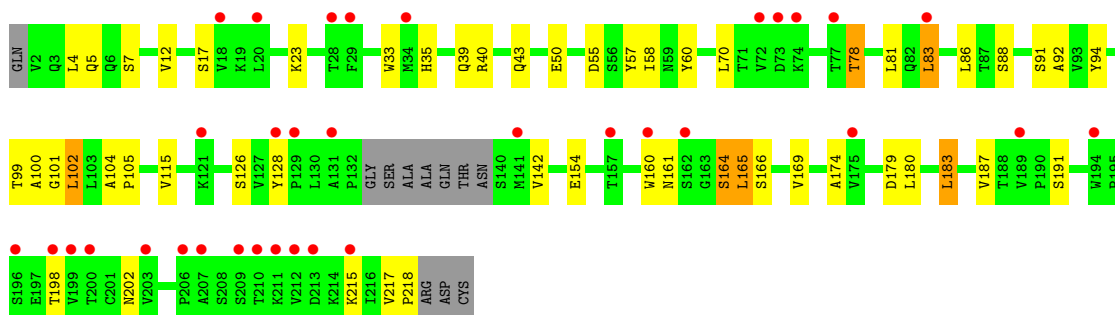 GLN V2 Q3 L4 Q5 Q6 S7 V12 S17 V18 K19 L20 K23 T28 F29 M34 W33 H35 Q39 R40 Q43 E50 D55 S56 Y57 I58 N59 Y60 L70 T71 V72 D73 K74 T77 T78 L81 Q82 L83 L86 T87 S88 S91 A92 V93 Y94
T99 A100 G101 L102 L103 A104 P105 V115 K121 S126 V127 Y128 P129 L130 A131 P132 GLY SER ALA ALA GLN THR ASN S140 M141 V142 E154 T157 W160 N161 S162 G163 S164 L165 S166 V169 A174 V175 D179 L180 L183 V187 T188 V189 P190 S191 W194 P195
S196 E197 T198 V199 T200 C201 N202 V203 P206 A207 S208 S209 T210 K211 V212 D213 K214 K215 I216 V217 P218 ARG ASP CYS